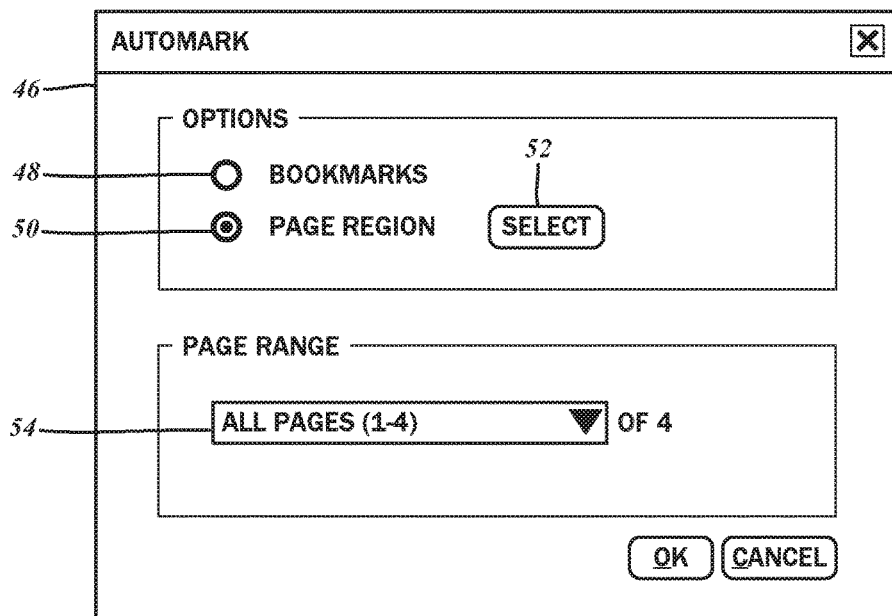 AUTOMARK
46
OPTIONS
52
48 BOOKMARKS
50 PAGE REGION SELECT
PAGE RANGE
54 ALL PAGES (1-4) OF 4
OK CANCEL